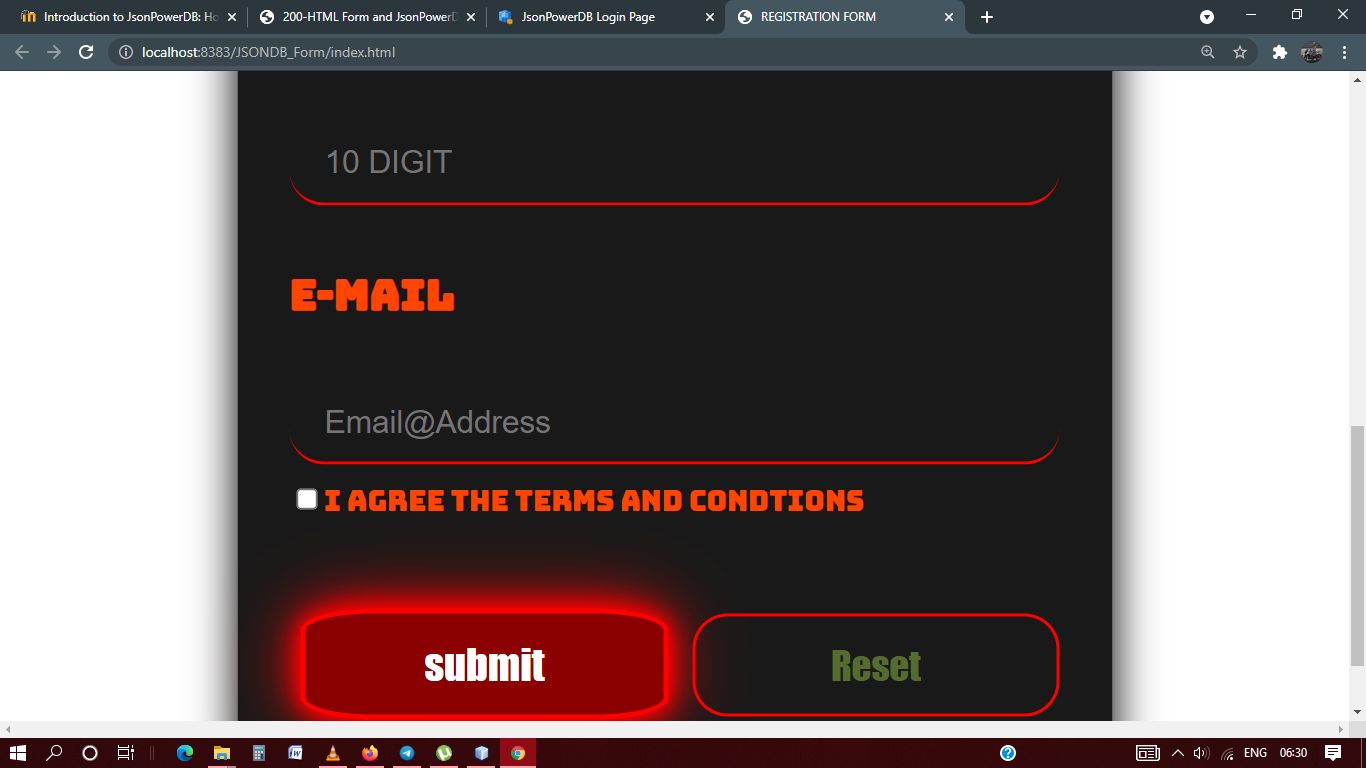 Introduction to JsonPowerDB: Ho
200-HTML Form and JsonPowerD
JsonPowerDB Login Page
REGISTRATION FORM
localhost:8383/JSONDB_Form/index.html
10 DIGIT
E-MAIL
Email@Address
I AGREE THE TERMS AND CONDTIONS
submit
Reset
ENG
06:30